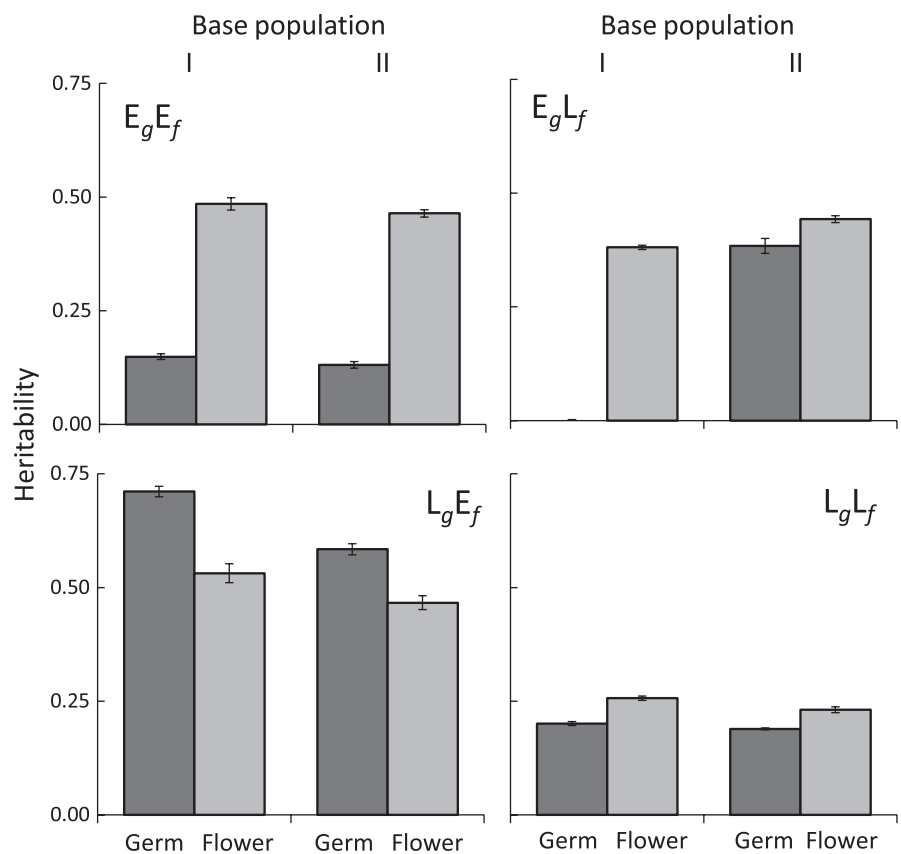 Base population
Base population
I II
I II
0.75
0.50
0.25
0.00
EgEf
EgLf
Heritability
0.75
0.50
0.25
0.00
LgEf
LgLf
Germ Flower Germ Flower
Germ Flower Germ Flower